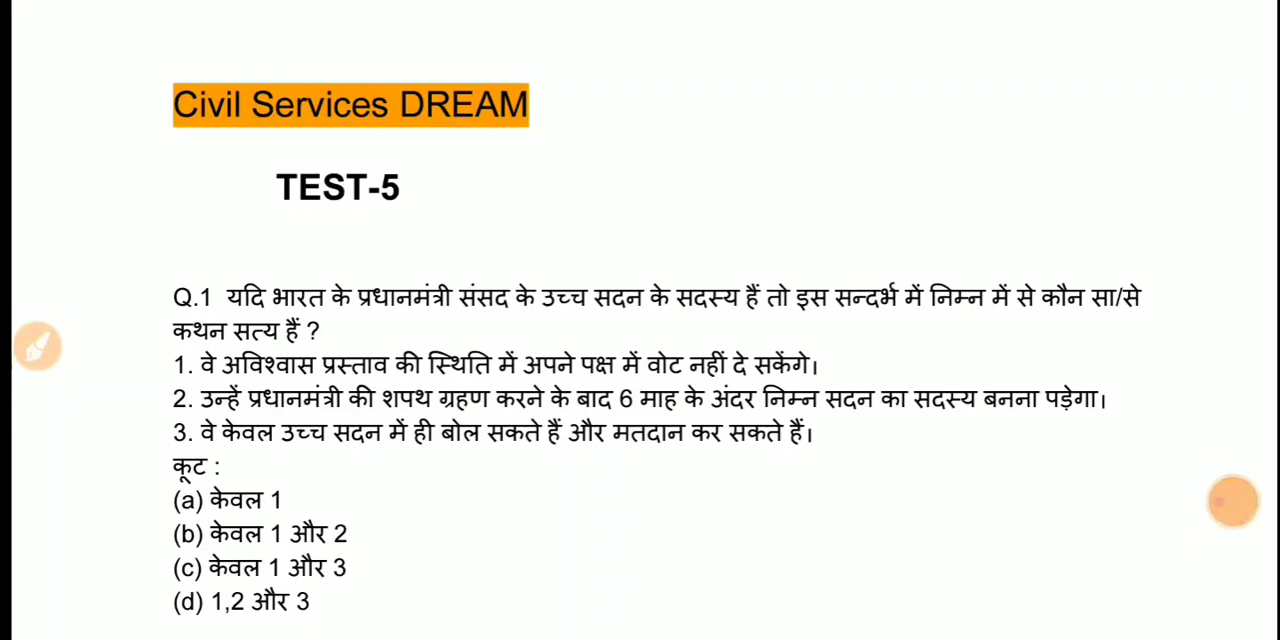 Civil Services DREAM
TEST-5
Q.1 यदि भारत के प्रधानमंत्री संसद के उच्च सदन के सदस्य हैं तो इस सन्दर्भ में निम्न में से कौन सा/से
कथन सत्य हैं ?
1. वे अविश्वास प्रस्ताव की स्थिति में अपने पक्ष में वोट नहीं दे सकेंगे।
2. उन्हें प्रधानमंत्री की शपथ ग्रहण करने के बाद 6 माह के अंदर निम्न सदन का सदस्य बनना पड़ेगा।
3. वे केवल उच्च सदन में ही बोल सकते हैं और मतदान कर सकते हैं।
कूट :
(a) केवल 1
(b) केवल 1 और 2
(c) केवल 1 और 3
(d) 1,2 और 3